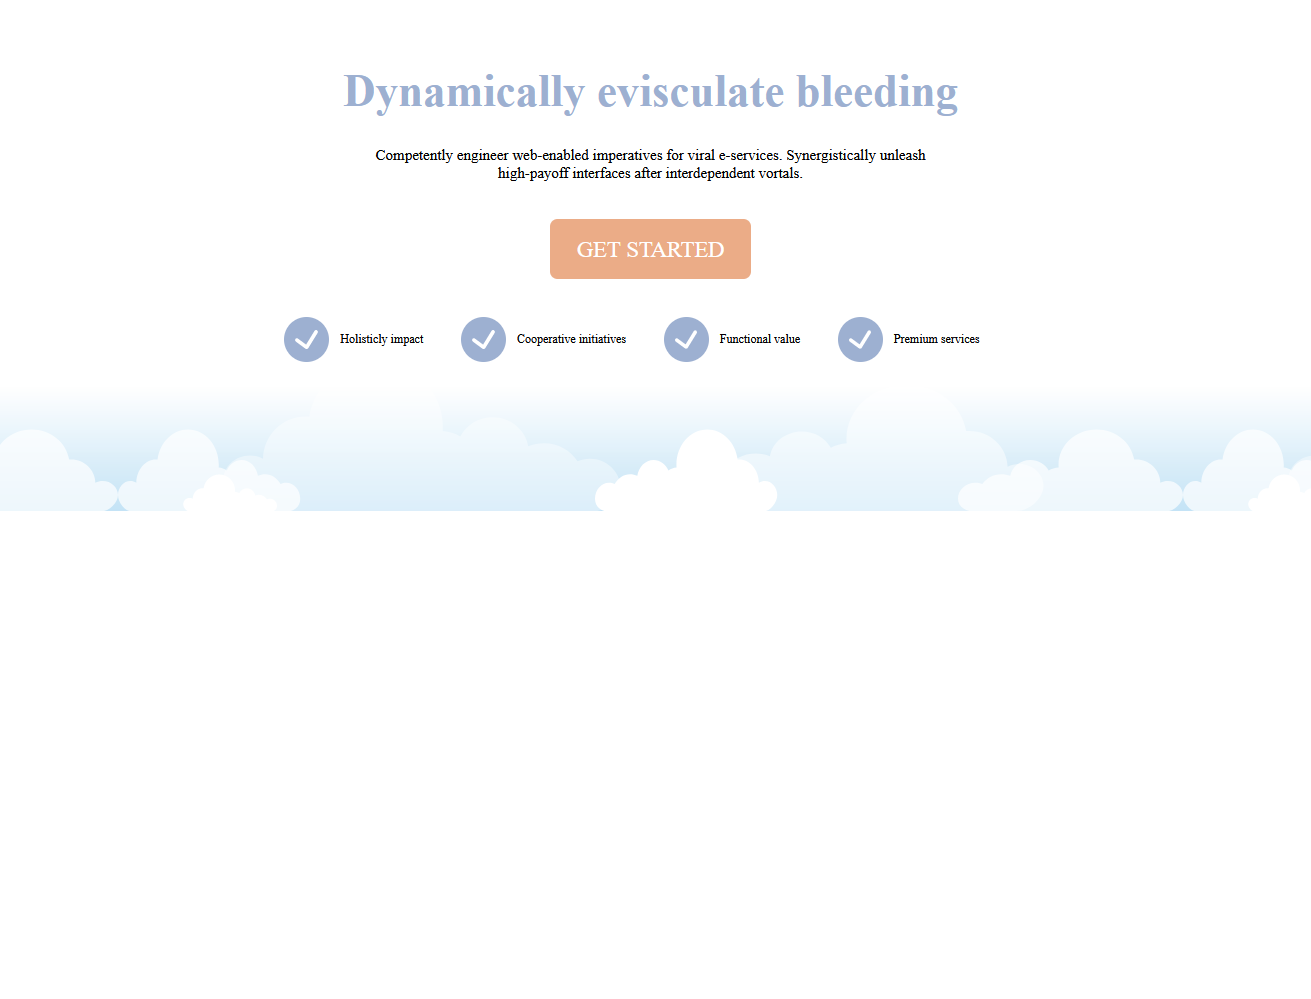 Dynamically evisculate bleeding
Competently engineer web-enabled imperatives for viral e-services. Synergistically unleash
high-payoff interfaces after interdependent vortals.
GET STARTED
Holisticly impact
Cooperative initiatives
Functional value
Premium services